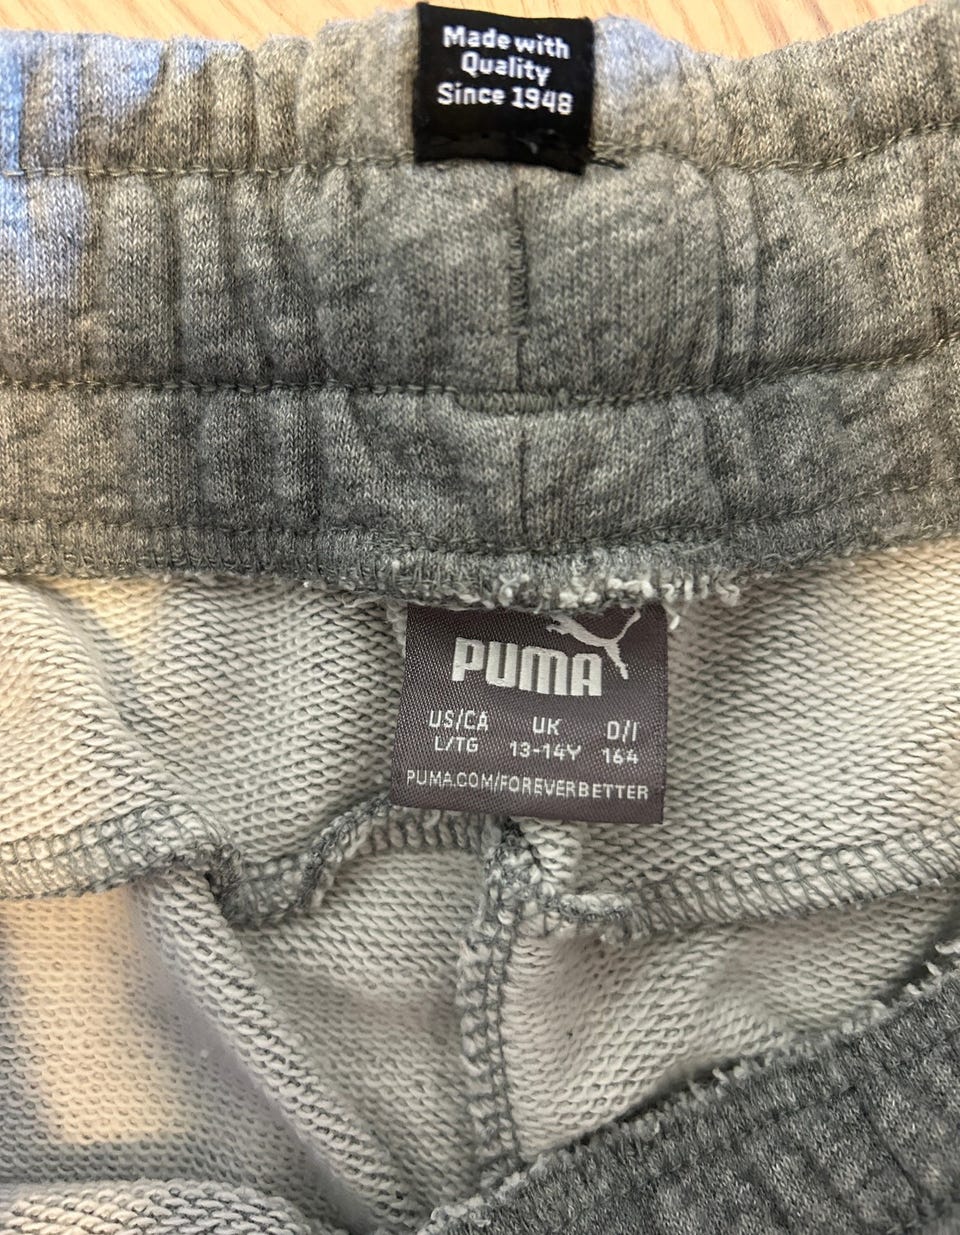 Made with
Quality
Since 1948
PUMA
US/CA UK D/I
L/TG 13-14Y 164
PUMA.COM/FOREVERBETTER